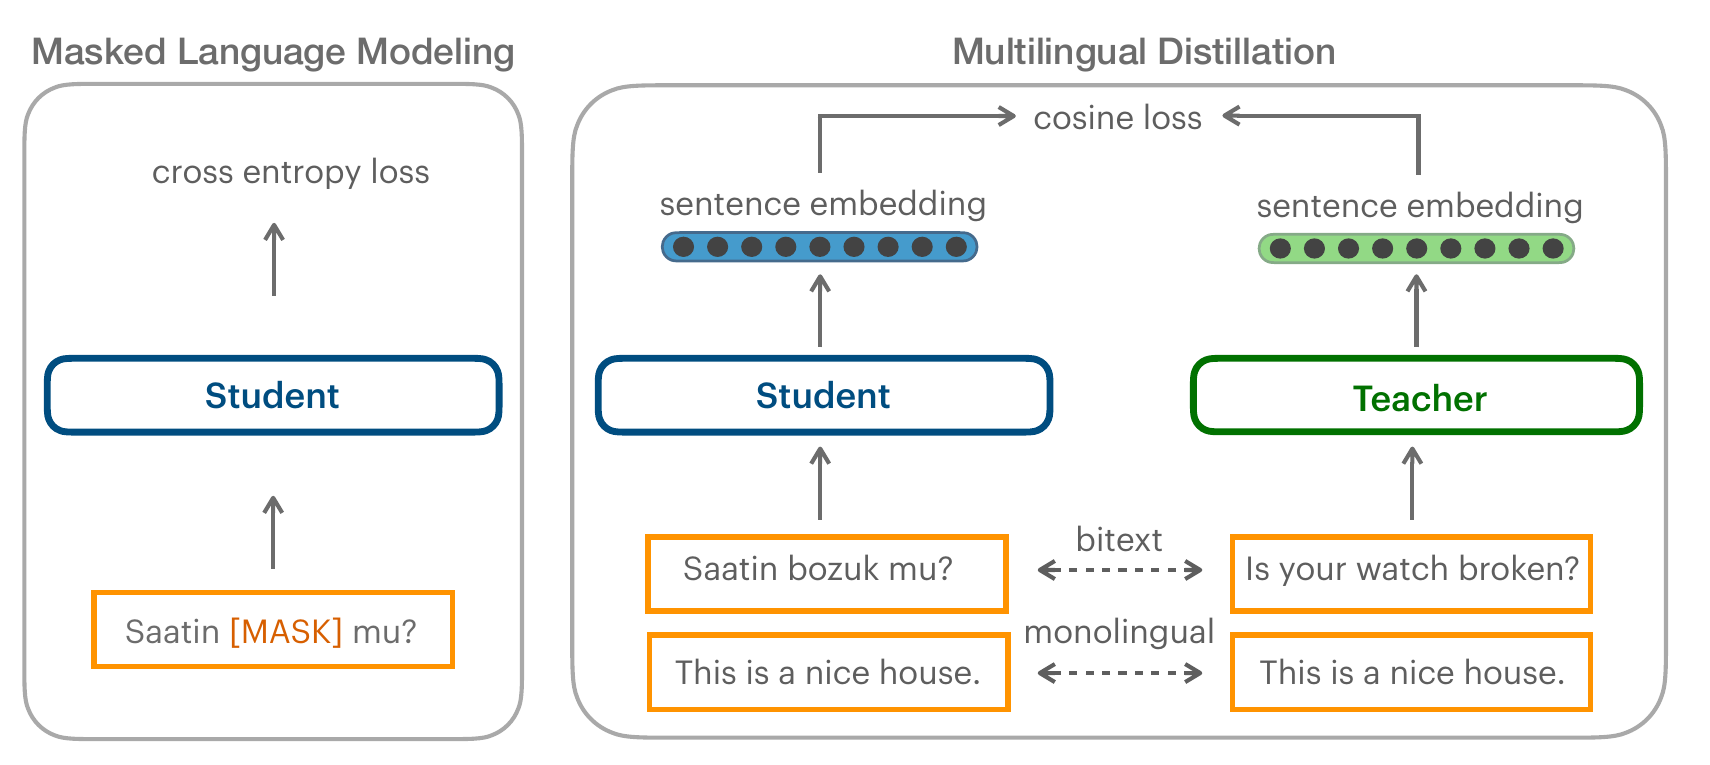 Masked Language Modeling
cross entropy loss
Student
Saatin [MASK] mu?
Multilingual Distillation
cosine loss
sentence embedding
sentence embedding
Student
Teacher
Saatin bozuk mu?
bitext
Is your watch broken?
monolingual
This is a nice house.
This is a nice house.